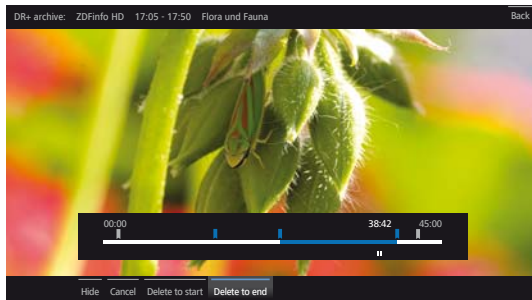 DR+ archive: ZDFinfo HD 17:05 - 17:50 Flora und Fauna Back
00:00 38:42 45:00
Hide Cancel Delete to start Delete to end